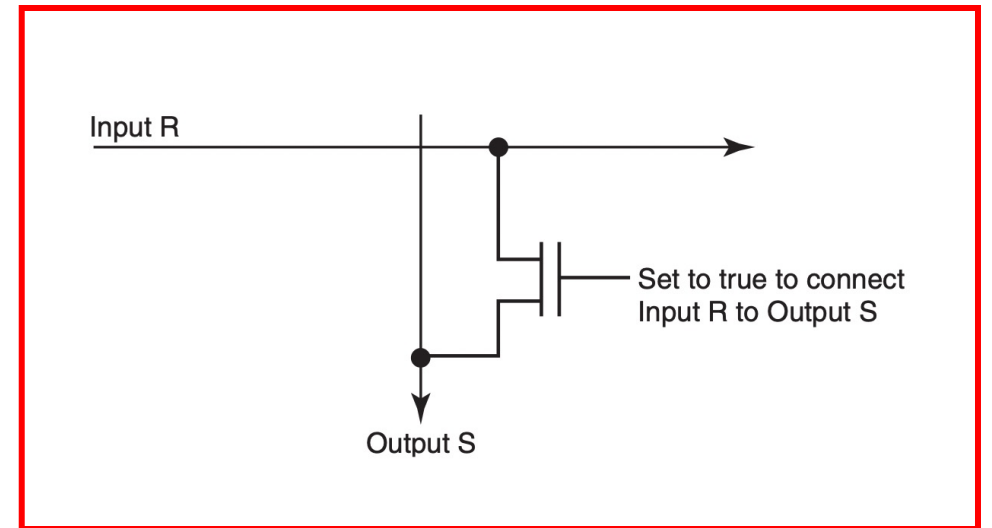 Input R
Set to true to connect
Input R to Output S
Output S